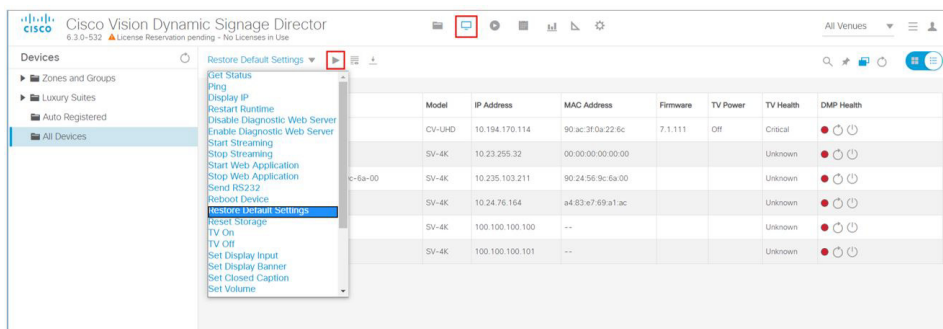 CISCO
Cisco Vision Dynamic Signage Director
6.3.0-532 License Reservation pending - No Licenses in Use
All Venues
Devices
Restore Default Settings
Zones and Groups
Luxury Suites
Auto Registered
All Devices
Get Status
Ping
Display IP
Restart Runtime
Disable Diagnostic Web Server
Enable Diagnostic Web Server
Start Streaming
Stop Streaming
Start Web Application
Stop Web Application
Send RS232
Reboot Device
Restore Default Settings
Reset Storage
TV On
TV Off
Set Display Input
Set Display Banner
Set Closed Caption
Set Volume
Model IP Address MAC Address Firmware TV Power TV Health DMP Health
CV-UHD 10.194.170.114 90:ac:3f:0a:22:6c 7.1.111 Off Critical
SV-4K 10.23.255.32 00:00:00:00:00:00 Unknown
c-6a-00 SV-4K 10.235.103.211 90:24:56:9c:6a:00 Unknown
SV-4K 10.24.76.164 a4:83:e7:69:a1:ac Unknown
SV-4K 100.100.100.100 -- Unknown
SV-4K 100.100.100.101 -- Unknown